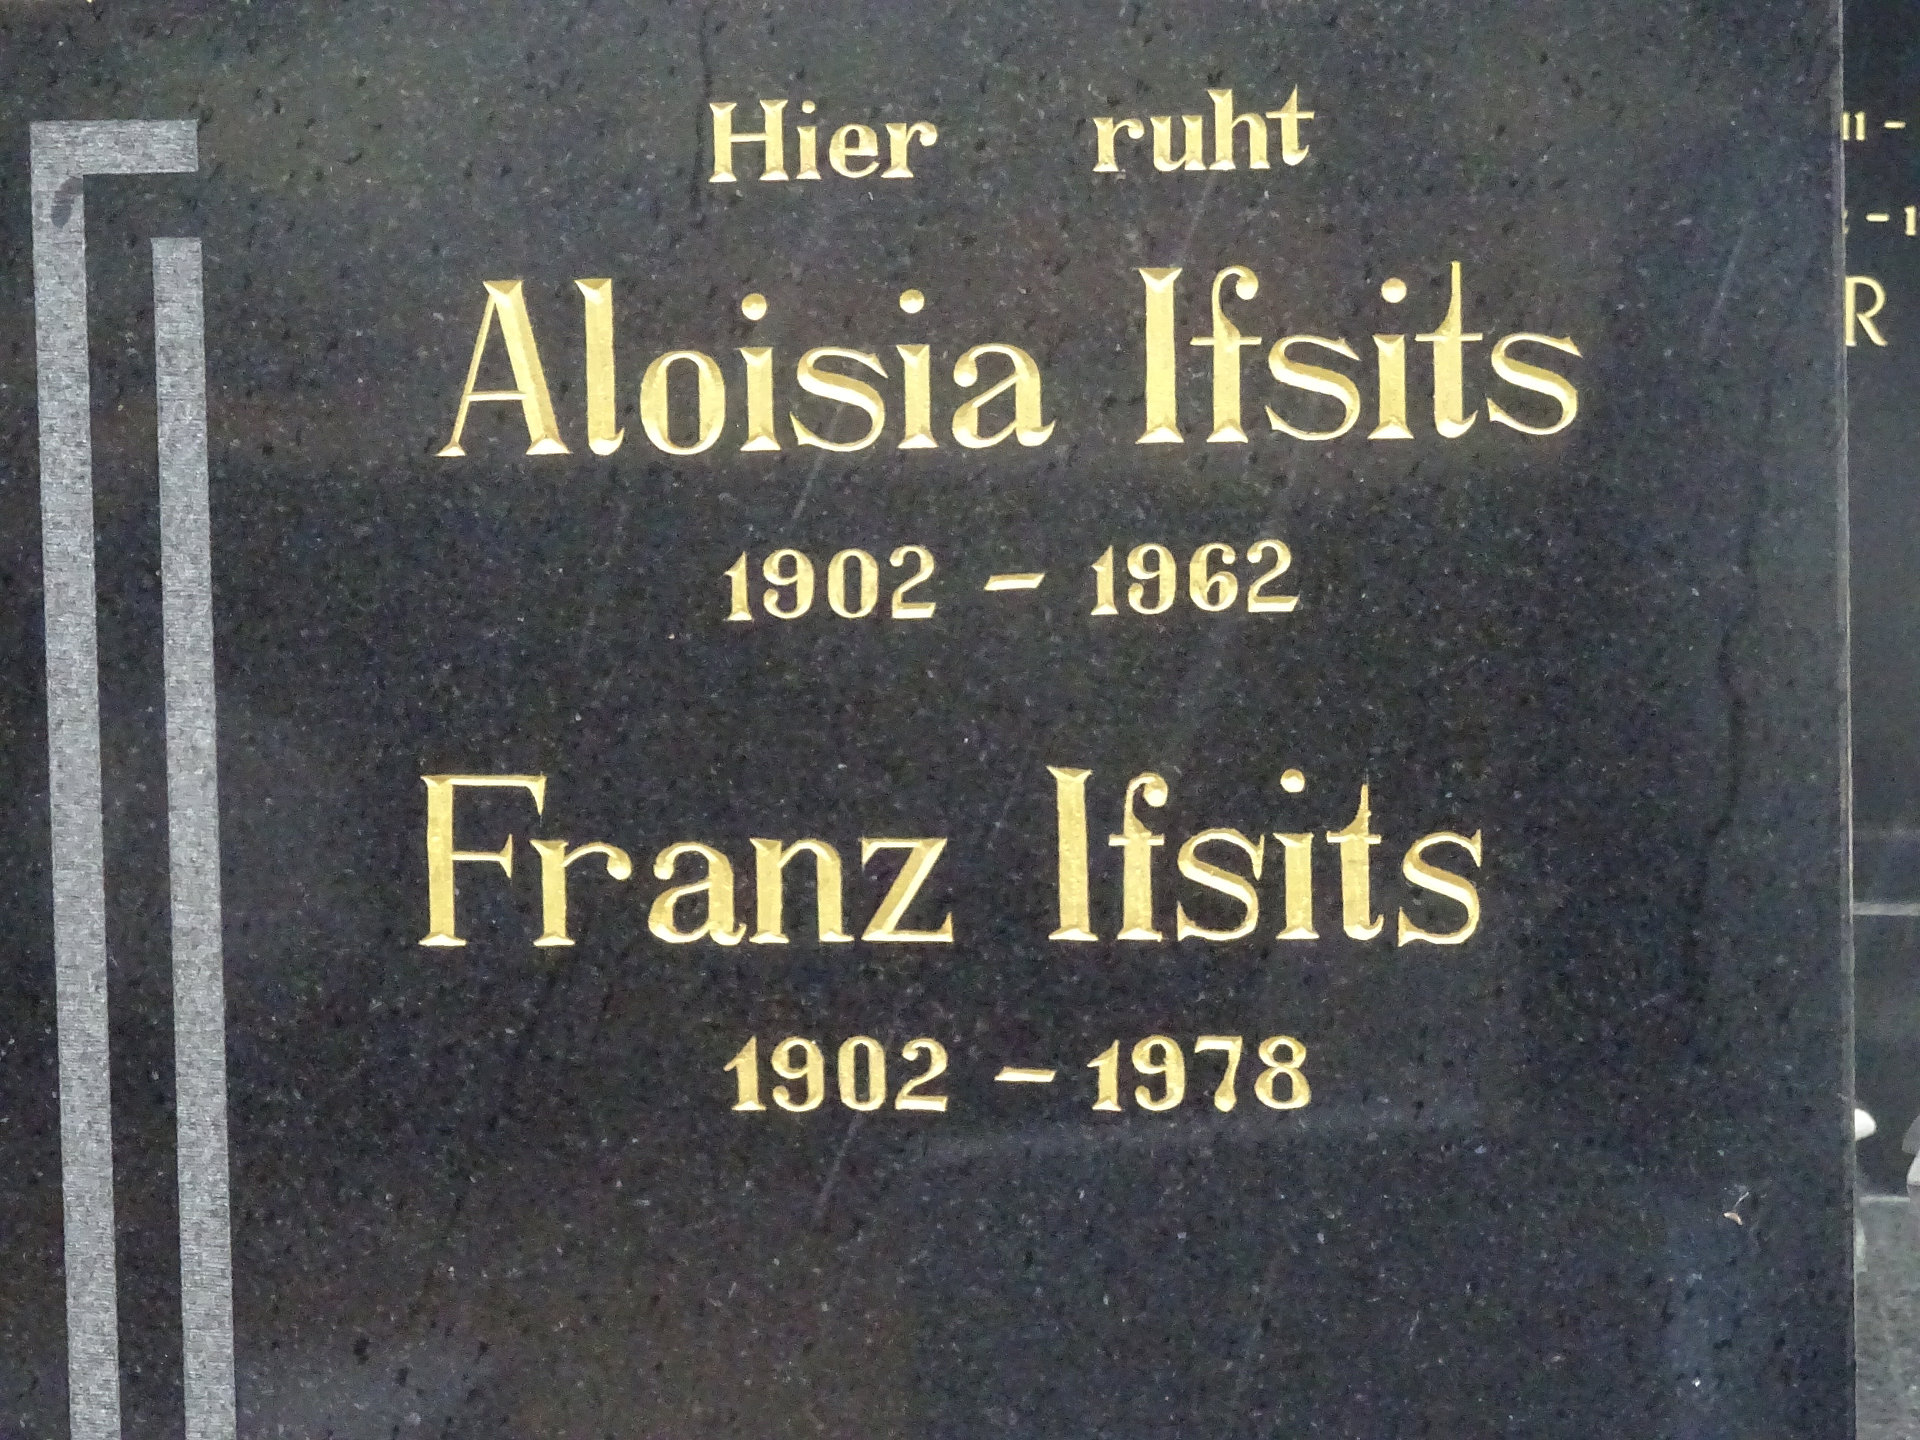 Hier ruht
Aloisia Ifsits
1902 – 1962
Franz Ifsits
1902 – 1978
R